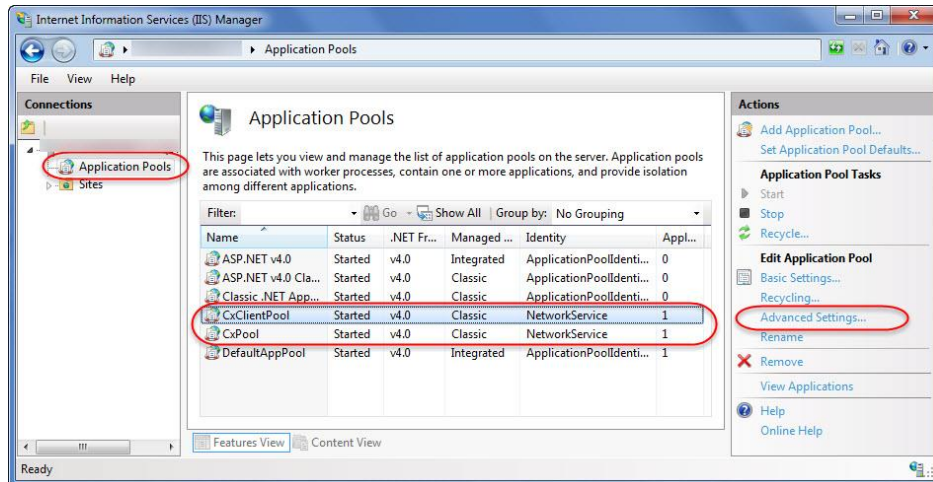 Internet Information Services (IIS) Manager
Application Pools
File View Help
Connections
Application Pools
Sites
Application Pools
This page lets you view and manage the list of application pools on the server. Application pools
are associated with worker processes, contain one or more applications, and provide isolation
among different applications.
Filter: Go Show All Group by: No Grouping
Name Status .NET Fr... Managed ... Identity Appl...
ASP.NET v4.0 Started v4.0 Integrated ApplicationPoolIdenti... 0
ASP.NET v4.0 Cla... Started v4.0 Classic ApplicationPoolIdenti... 0
Classic .NET App... Started v4.0 Classic ApplicationPoolIdenti... 0
CxClientPool Started v4.0 Classic NetworkService 1
CxPool Started v4.0 Classic NetworkService 1
DefaultAppPool Started v4.0 Integrated ApplicationPoolIdenti... 1
Features View Content View
Actions
Add Application Pool...
Set Application Pool Defaults...
Application Pool Tasks
Start
Stop
Recycle...
Edit Application Pool
Basic Settings...
Recycling...
Advanced Settings...
Rename
Remove
View Applications
Help
Online Help
Ready